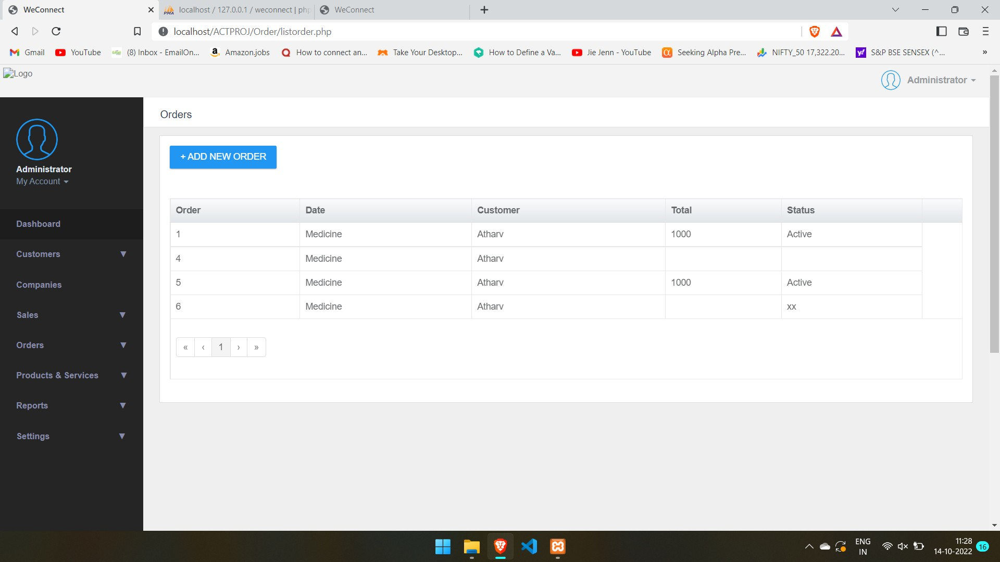 WeConnect
localhost / 127.0.0.1 / weconnect | php
WeConnect
localhost/ACTPROJ/Order/listorder.php
Gmail
YouTube
(8) Inbox - EmailOn...
Amazon.jobs
How to connect an...
Take Your Desktop...
How to Define a Va...
Jie Jenn - YouTube
Seeking Alpha Pre...
NIFTY_50 17,322.20...
S&P BSE SENSEX (^...
»
Logo
Administrator
Administrator
My Account
Dashboard
Customers
Companies
Sales
Orders
Products & Services
Reports
Settings
Orders
+ ADD NEW ORDER
Order Date Customer Total Status
1 Medicine Atharv 1000 Active
4 Medicine Atharv
5 Medicine Atharv 1000 Active
6 Medicine Atharv xx
« ‹ 1 › »
ENG
IN
11:28
14-10-2022
16